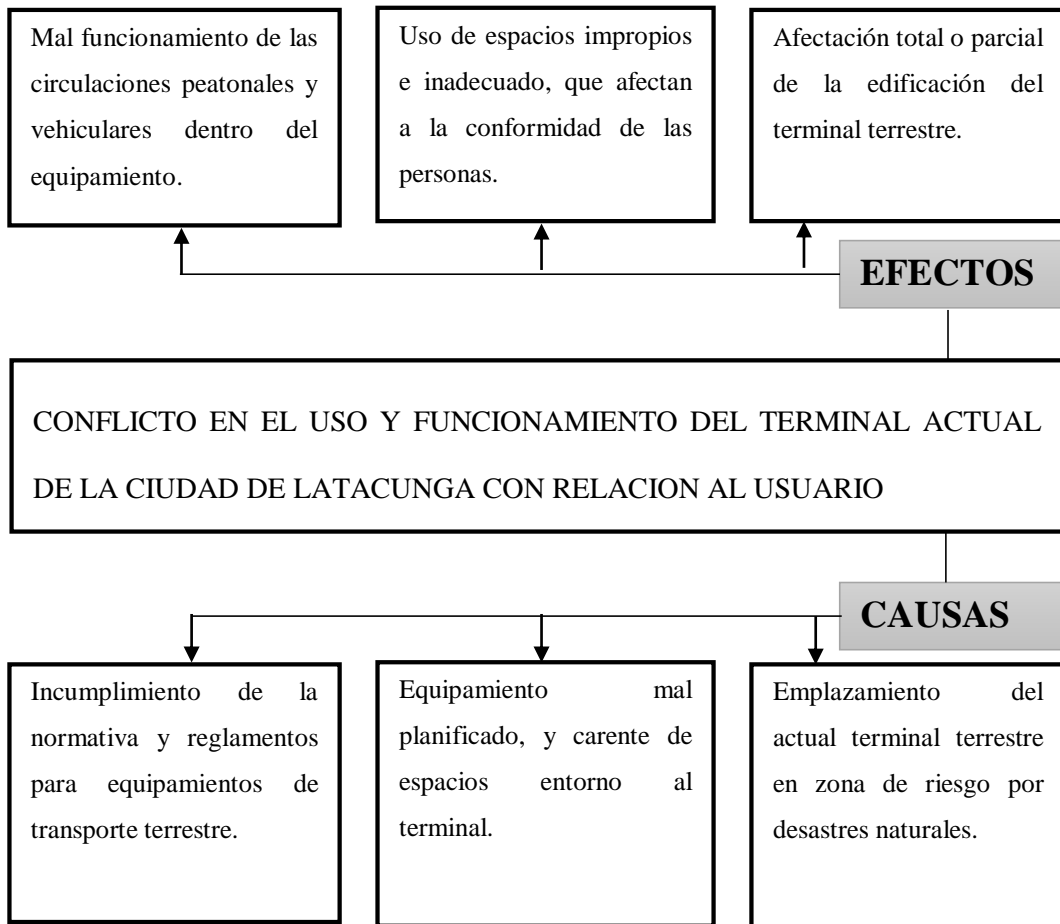 Mal funcionamiento de las
circulaciones peatonales y
vehiculares dentro del
equipamiento.
Uso de espacios impropios
e inadecuado, que afectan
a la conformidad de las
personas.
Afectación total o parcial
de la edificación del
terminal terrestre.
EFECTOS
CONFLICTO EN EL USO Y FUNCIONAMIENTO DEL TERMINAL ACTUAL
DE LA CIUDAD DE LATACUNGA CON RELACION AL USUARIO
CAUSAS
Incumplimiento de la
normativa y reglamentos
para equipamientos de
transporte terrestre.
Equipamiento mal
planificado, y carente de
espacios entorno al
terminal.
Emplazamiento del
actual terminal terrestre
en zona de riesgo por
desastres naturales.